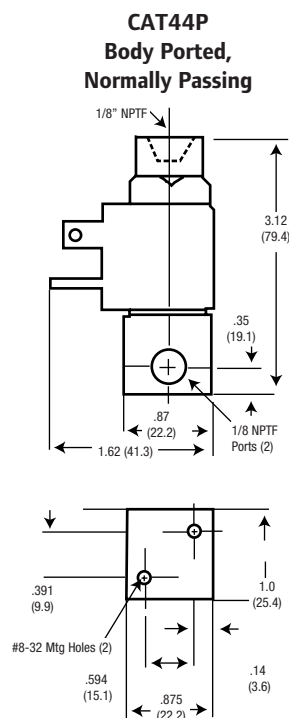 CAT44P
Body Ported,
Normally Passing
1/8" NPTF
3.12
(79.4)
.35
(19.1)
.87
(22.2)
1/8 NPTF
Ports (2)
1.62 (41.3)
.391
(9.9)
1.0
(25.4)
#8-32 Mtg Holes (2)
.594
(15.1)
.14
(3.6)
.875
(22.2)